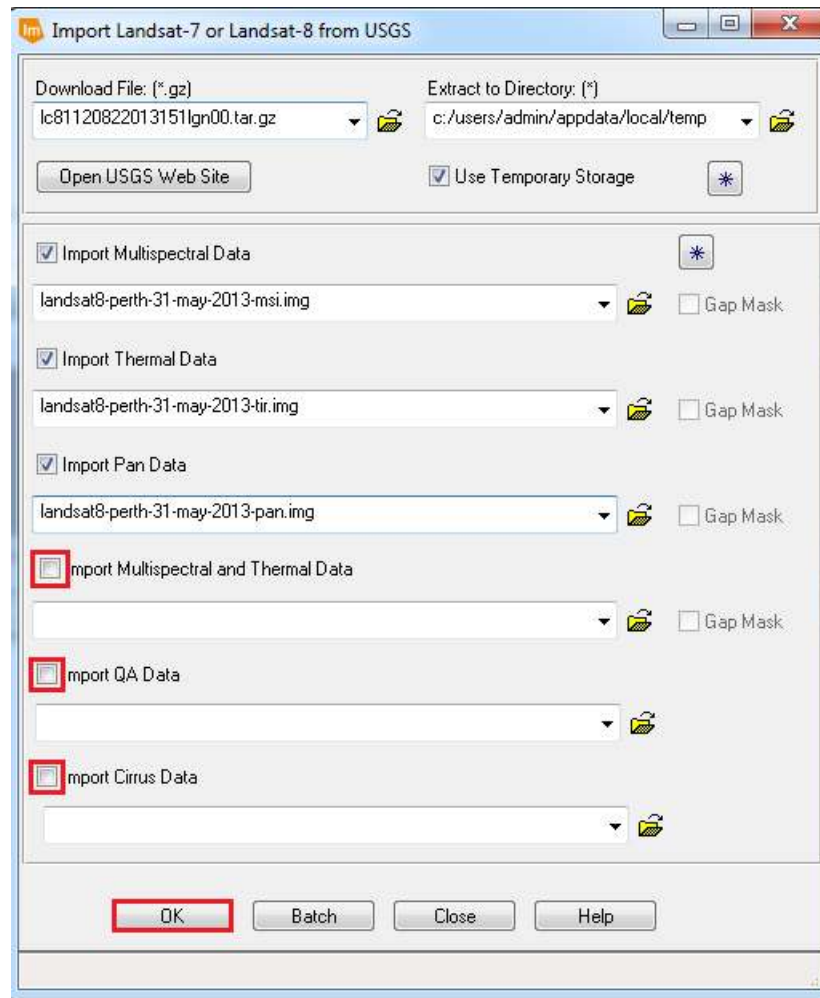 Im Import Landsat-7 or Landsat-8 from USGS
Download File: (*.gz)
Extract to Directory: (*)
lc81120822013151lgn00.tar.gz
c:/users/admin/appdata/local/temp
Open USGS Web Site
Use Temporary Storage
Import Multispectral Data
landsat8-perth-31-may-2013-msi.img
Gap Mask
Import Thermal Data
landsat8-perth-31-may-2013-tir.img
Gap Mask
Import Pan Data
landsat8-perth-31-may-2013-pan.img
Gap Mask
mport Multispectral and Thermal Data
Gap Mask
mport QA Data
mport Cirrus Data
OK Batch Close Help